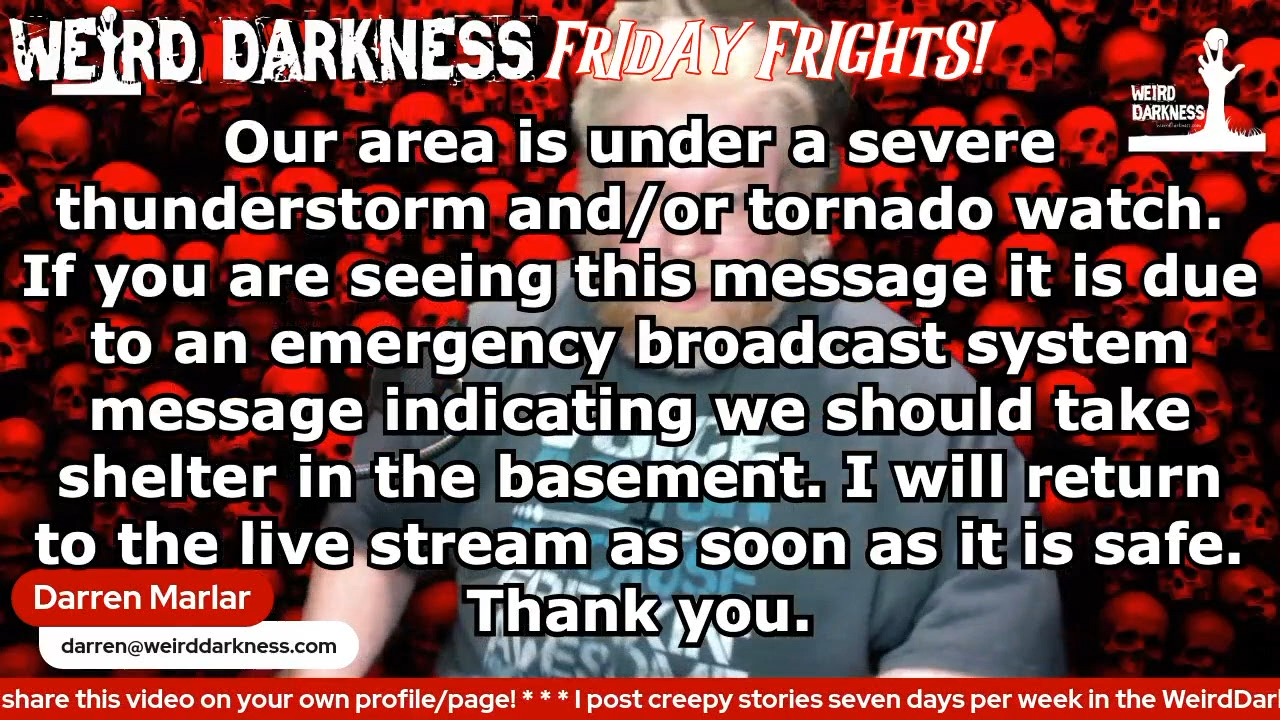 WEIRD DARKNESS FRIDAY FRIGHTS!
WEIRD
DARKNESS
Our area is under a severe
thunderstorm and/or tornado watch.
If you are seeing this message it is due
to an emergency broadcast system
message indicating we should take
shelter in the basement. I will return
to the live stream as soon as it is safe.
Thank you.
Darren Marlar
darren@weirddarkness.com
share this video on your own profile/page! * * * I post creepy stories seven days per week in the WeirdDar